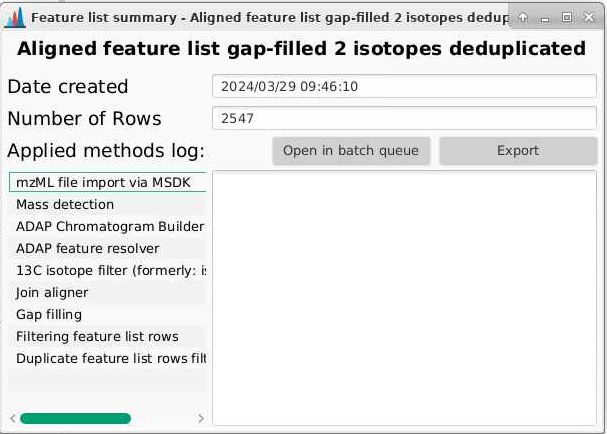 Feature list summary - Aligned feature list gap-filled 2 isotopes dedup
Aligned feature list gap-filled 2 isotopes deduplicated
Date created
2024/03/29 09:46:10
Number of Rows
2547
Applied methods log:
Open in batch queue
Export
mzML file import via MSDK
Mass detection
ADAP Chromatogram Builder
ADAP feature resolver
13C isotope filter (formerly: is
Join aligner
Gap filling
Filtering feature list rows
Duplicate feature list rows filt